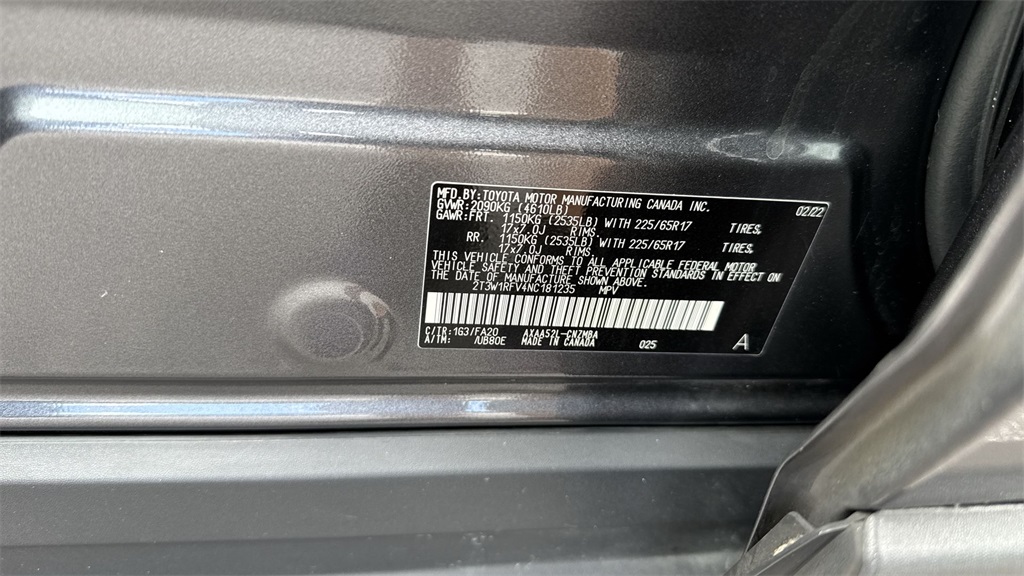 MFD. BY: TOYOTA MOTOR MANUFACTURING CANADA INC. 02/22
GVWR: 2090KG (4610LB)
GAWR: FRT. 1150KG (2535LB) WITH 225/65R17 TIRES,
17x7.0J RIMS
RR. 1150KG (2535LB) WITH 225/65R17 TIRES,
17x7.0J RIMS
THIS VEHICLE CONFORMS TO ALL APPLICABLE FEDERAL MOTOR
VEHICLE SAFETY AND THEFT PREVENTION STANDARDS IN EFFECT ON
THE DATE OF MANUFACTURE SHOWN ABOVE.
2T3W1RFV4NC181235 MPV
C/TR: 1G3/FA20 AXAA52L-CNZMBA
A/TM: /UB80E MADE IN CANADA 025 A